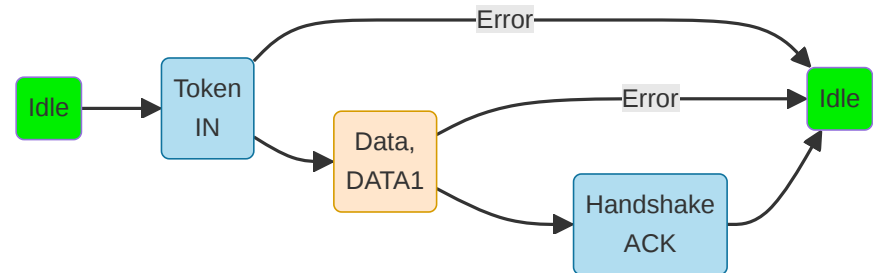 Error
Idle
Token
IN
Error
Idle
Data,
DATA1
Handshake
ACK